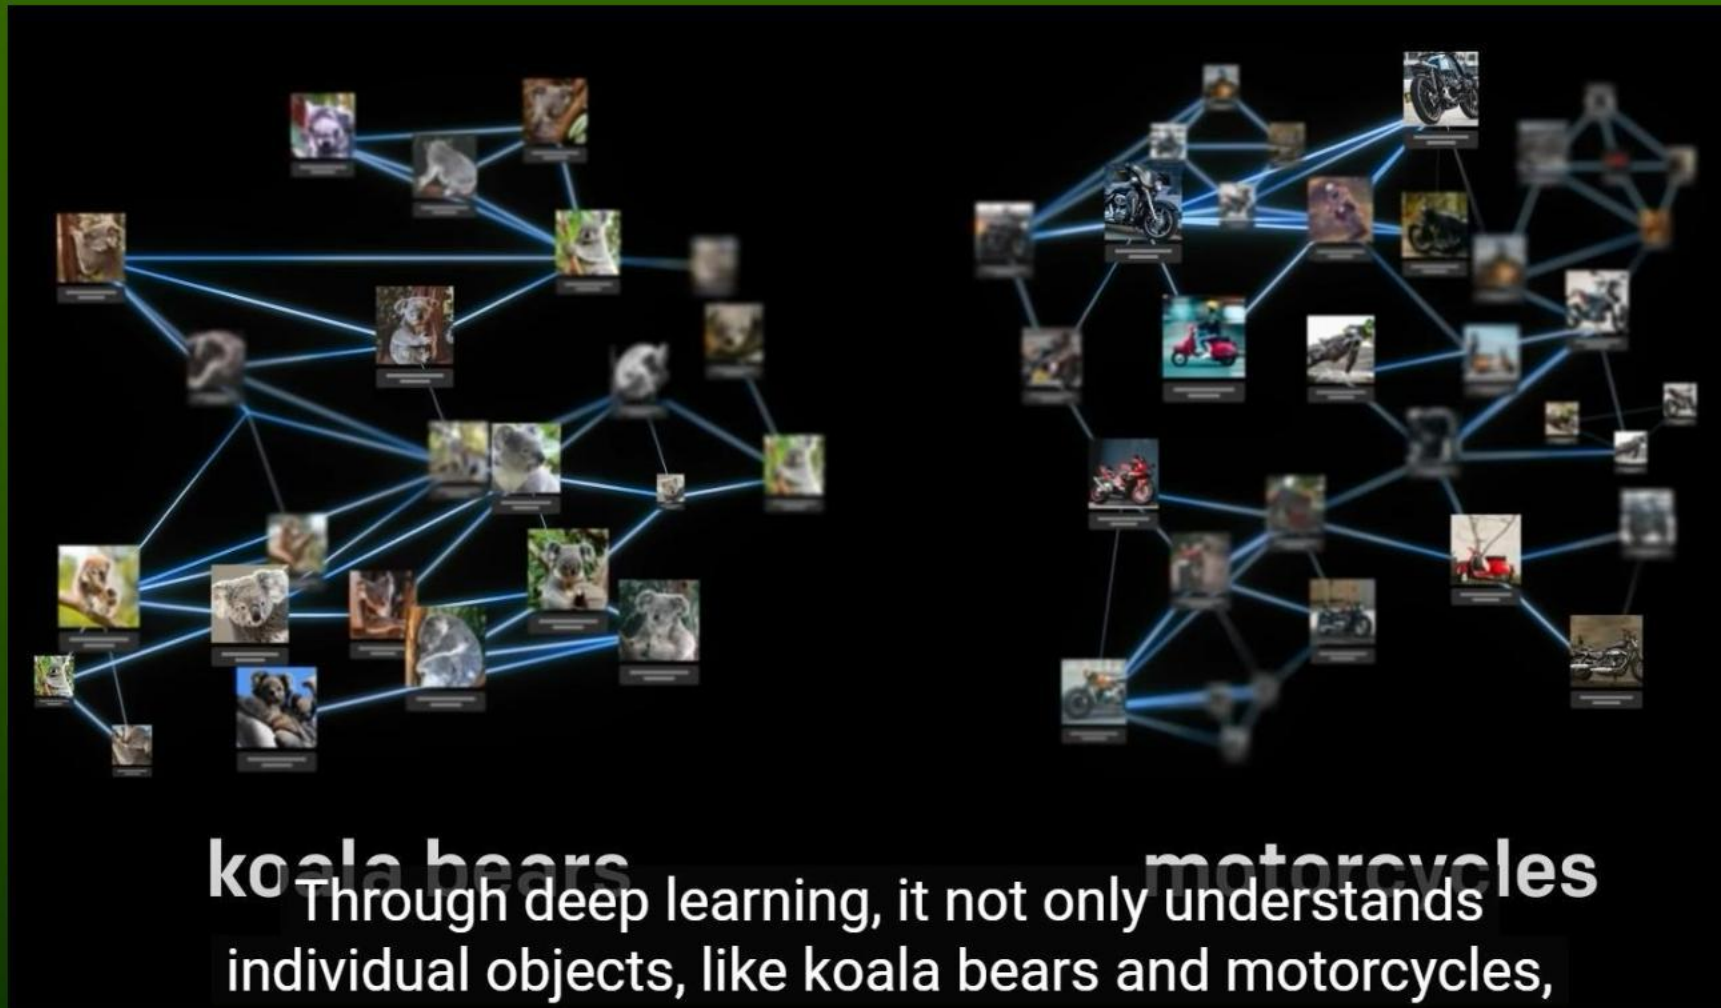 koala bears
motorcycles
Through deep learning, it not only understands
individual objects, like koala bears and motorcycles,